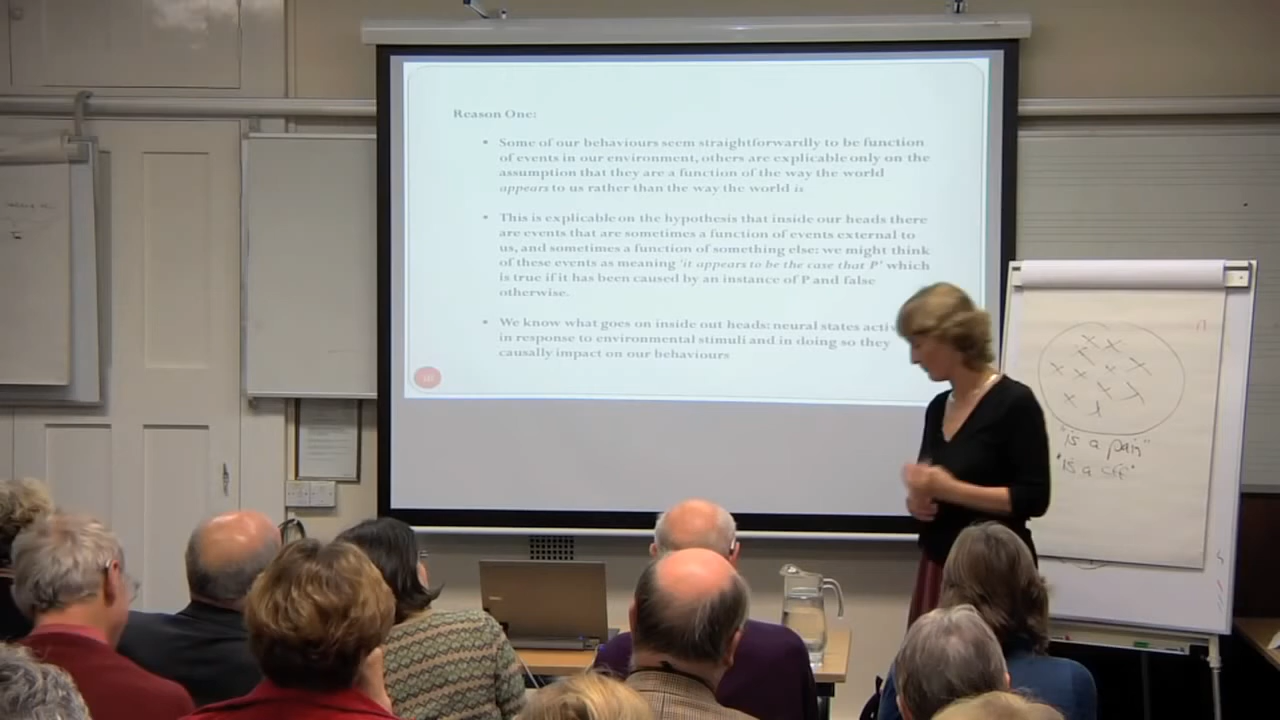 Reason One:
• Some of our behaviours seem straightforwardly to be function
of events in our environment, others are explicable only on the
assumption that they are a function of the way the world
appears to us rather than the way the world is
• This is explicable on the hypothesis that inside our heads there
are events that are sometimes a function of events external to
us, and sometimes a function of something else: we might think
of these events as meaning 'it appears to be the case that P' which
is true if it has been caused by an instance of P and false
otherwise.
• We know what goes on inside out heads: neural states activ
in response to environmental stimuli and in doing so they
causally impact on our behaviours
"is a pain"
"is a cff"